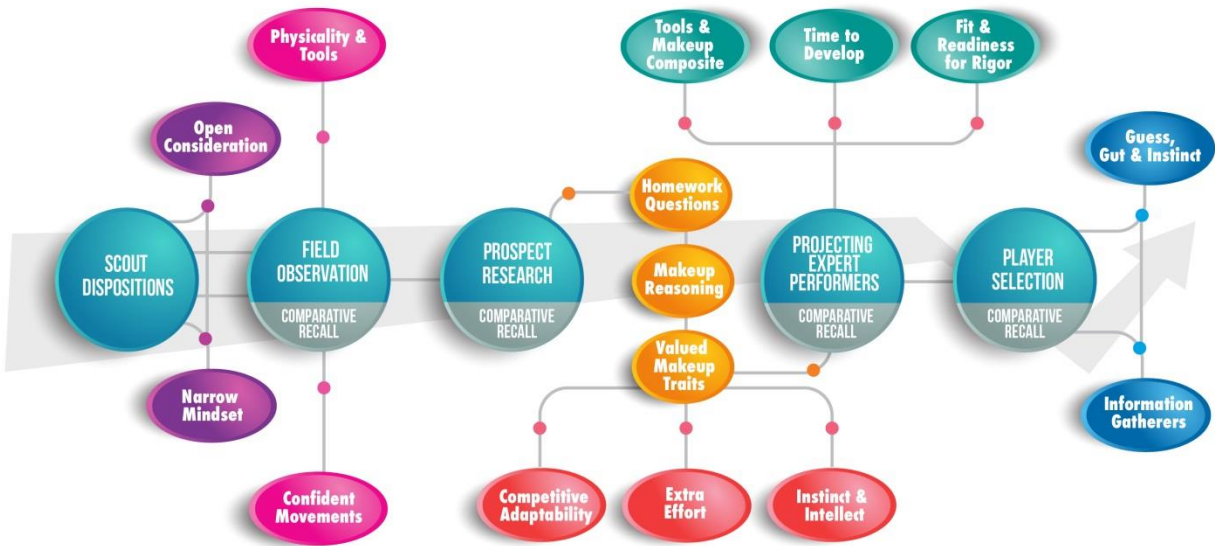 Physicality &
Tools
Tools &
Makeup
Composite
Time to
Develop
Fit &
Readiness
for Rigor
Open
Consideration
Guess,
Gut & Instinct
Homework
Questions
SCOUT
DISPOSITIONS
FIELD
OBSERVATION
COMPARATIVE
RECALL
PROSPECT
RESEARCH
COMPARATIVE
RECALL
Makeup
Reasoning
PROJECTING
EXPERT
PERFORMERS
COMPARATIVE
RECALL
PLAYER
SELECTION
COMPARATIVE
RECALL
Valued
Makeup
Traits
Narrow
Mindset
Information
Gatherers
Confident
Movements
Competitive
Adaptability
Extra
Effort
Instinct &
Intellect